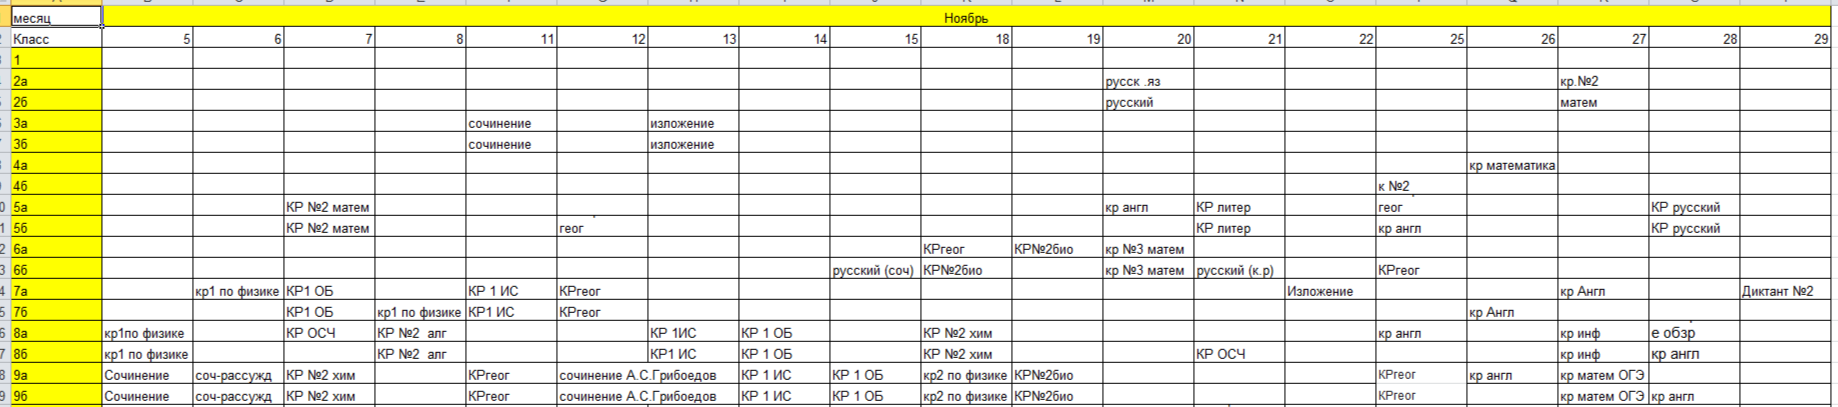 месяц Ноябрь
Класс 5 6 7 8 11 12 13 14 15 18 19 20 21 22 25 26 27 28 29
1
2а русск .яз кр.№2
2б русский матем
3а сочинение изложение
3б сочинение изложение
4а кр математика
4б к №2
5а КР №2 матем кр англ КР литер геог КР русский
5б КР №2 матем геог КР литер кр англ КР русский
6а КРгеог КР№2био кр №3 матем
6б русский (соч) КР№2био кр №3 матем русский (к.р) КРгеог
7а кр1 по физике КР1 ОБ КР 1 ИС КРгеог Изложение кр Англ Диктант №2
7б КР1 ОБ кр1 по физике КР1 ИС КРгеог кр Англ
8а кр1по физике КР ОСЧ КР №2 алг КР 1ИС КР 1 ОБ КР №2 хим кр англ кр инф е обзр
8б кр1 по физике КР №2 алг КР1 ИС КР 1 ОБ КР №2 хим КР ОСЧ кр инф кр англ
9а Сочинение соч-рассужд КР №2 хим КРгеог сочинение А.С.Грибоедов КР 1 ИС КР 1 ОБ кр2 по физике КР№2био КРгеог кр англ кр матем ОГЭ
9б Сочинение соч-рассужд КР №2 хим КРгеог сочинение А.С.Грибоедов КР 1 ИС КР 1 ОБ кр2 по физике КР№2био КРгеог кр матем ОГЭ кр англ